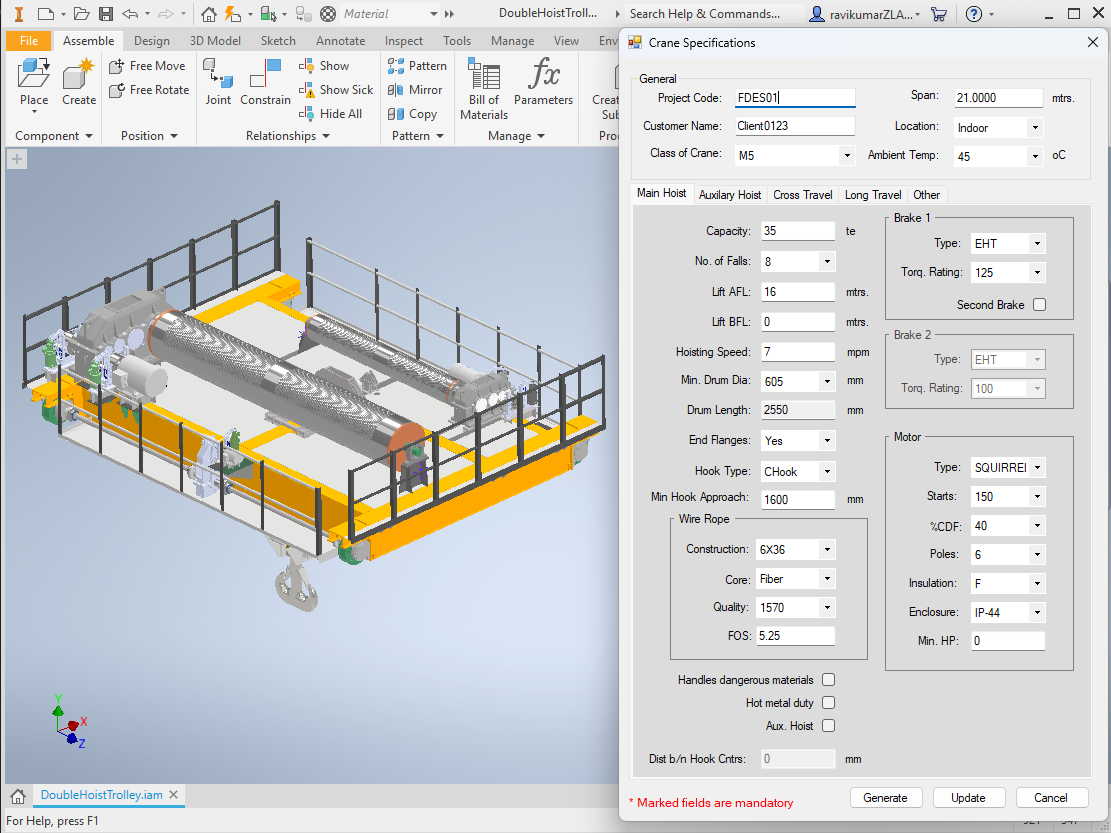 Material
DoubleHoistTroll...
Search Help & Commands...
ravikumarZLA...
File
Assemble
Design
3D Model
Sketch
Annotate
Inspect
Tools
Manage
View
Place
Create
Component
Free Move
Free Rotate
Position
Joint
Constrain
Show
Show Sick
Hide All
Relationships
Pattern
Mirror
Copy
Pattern
Bill of
Materials
fx
Parameters
Manage
Y
X
Z
DoubleHoistTrolley.iam
For Help, press F1
Crane Specifications
General
Project Code: FDES01
Span: 21.0000 mtrs.
Customer Name: Client0123
Location: Indoor
Class of Crane: M5
Ambient Temp: 45 oC
Main Hoist
Auxilary Hoist
Cross Travel
Long Travel
Other
Capacity: 35 te
No. of Falls: 8
Lift AFL: 16 mtrs.
Lift BFL: 0 mtrs.
Hoisting Speed: 7 mpm
Min. Drum Dia: 605 mm
Drum Length: 2550 mm
End Flanges: Yes
Hook Type: CHook
Min Hook Approach: 1600 mm
Wire Rope
Construction: 6X36
Core: Fiber
Quality: 1570
FOS: 5.25
Handles dangerous materials
Hot metal duty
Aux. Hoist
Dist b/n Hook Cntrs: 0 mm
Brake 1
Type: EHT
Torq. Rating: 125
Second Brake
Brake 2
Type: EHT
Torq. Rating: 100
Motor
Type: SQUIRREI
Starts: 150
%CDF: 40
Poles: 6
Insulation: F
Enclosure: IP-44
Min. HP: 0
* Marked fields are mandatory
Generate
Update
Cancel